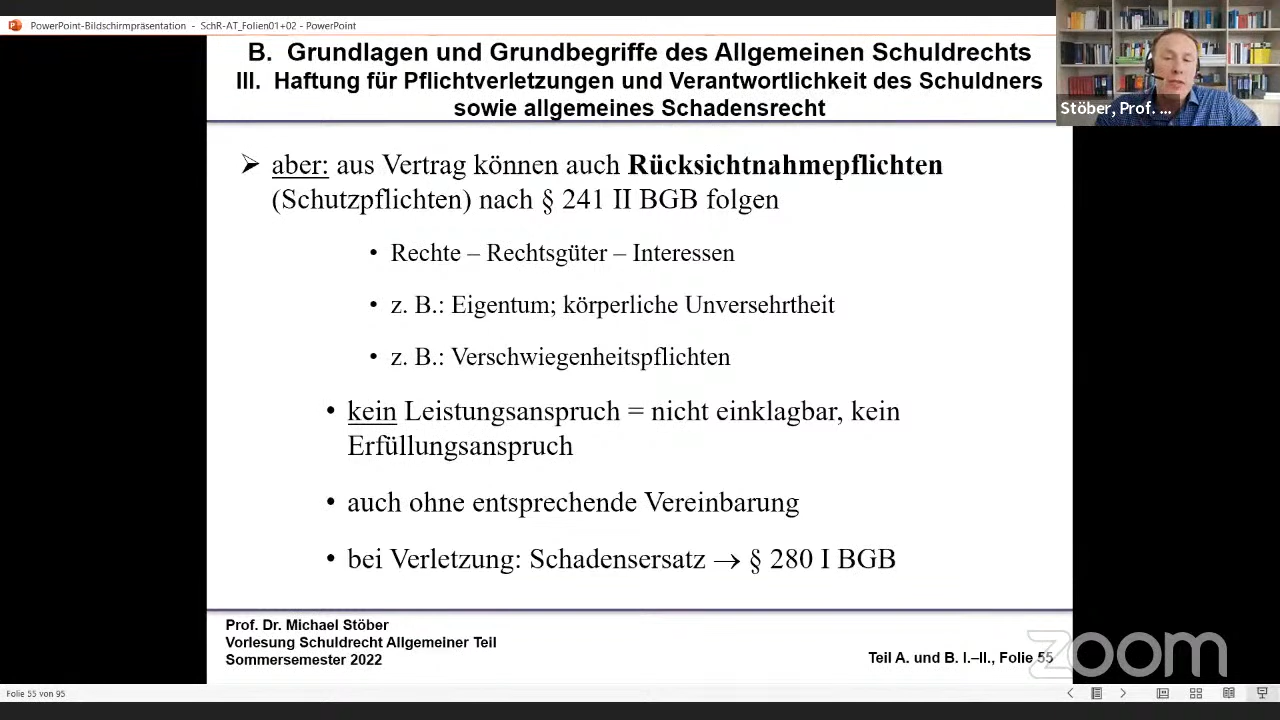 PowerPoint-Bildschirmpräsentation - SchR-AT_Folien01+02 - PowerPoint
B. Grundlagen und Grundbegriffe des Allgemeinen Schuldrechts
III. Haftung für Pflichtverletzungen und Verantwortlichkeit des Schuldners
sowie allgemeines Schadensrecht
Stöber, Prof. ...
➢ aber: aus Vertrag können auch Rücksichtnahmepflichten
(Schutzpflichten) nach § 241 II BGB folgen
• Rechte – Rechtsgüter – Interessen
• z. B.: Eigentum; körperliche Unversehrtheit
• z. B.: Verschwiegenheitspflichten
• kein Leistungsanspruch = nicht einklagbar, kein
Erfüllungsanspruch
• auch ohne entsprechende Vereinbarung
• bei Verletzung: Schadensersatz → § 280 I BGB
Prof. Dr. Michael Stöber
Vorlesung Schuldrecht Allgemeiner Teil
Sommersemester 2022
Teil A. und B. I.–II., Folie 55
zoom
Folie 55 von 95